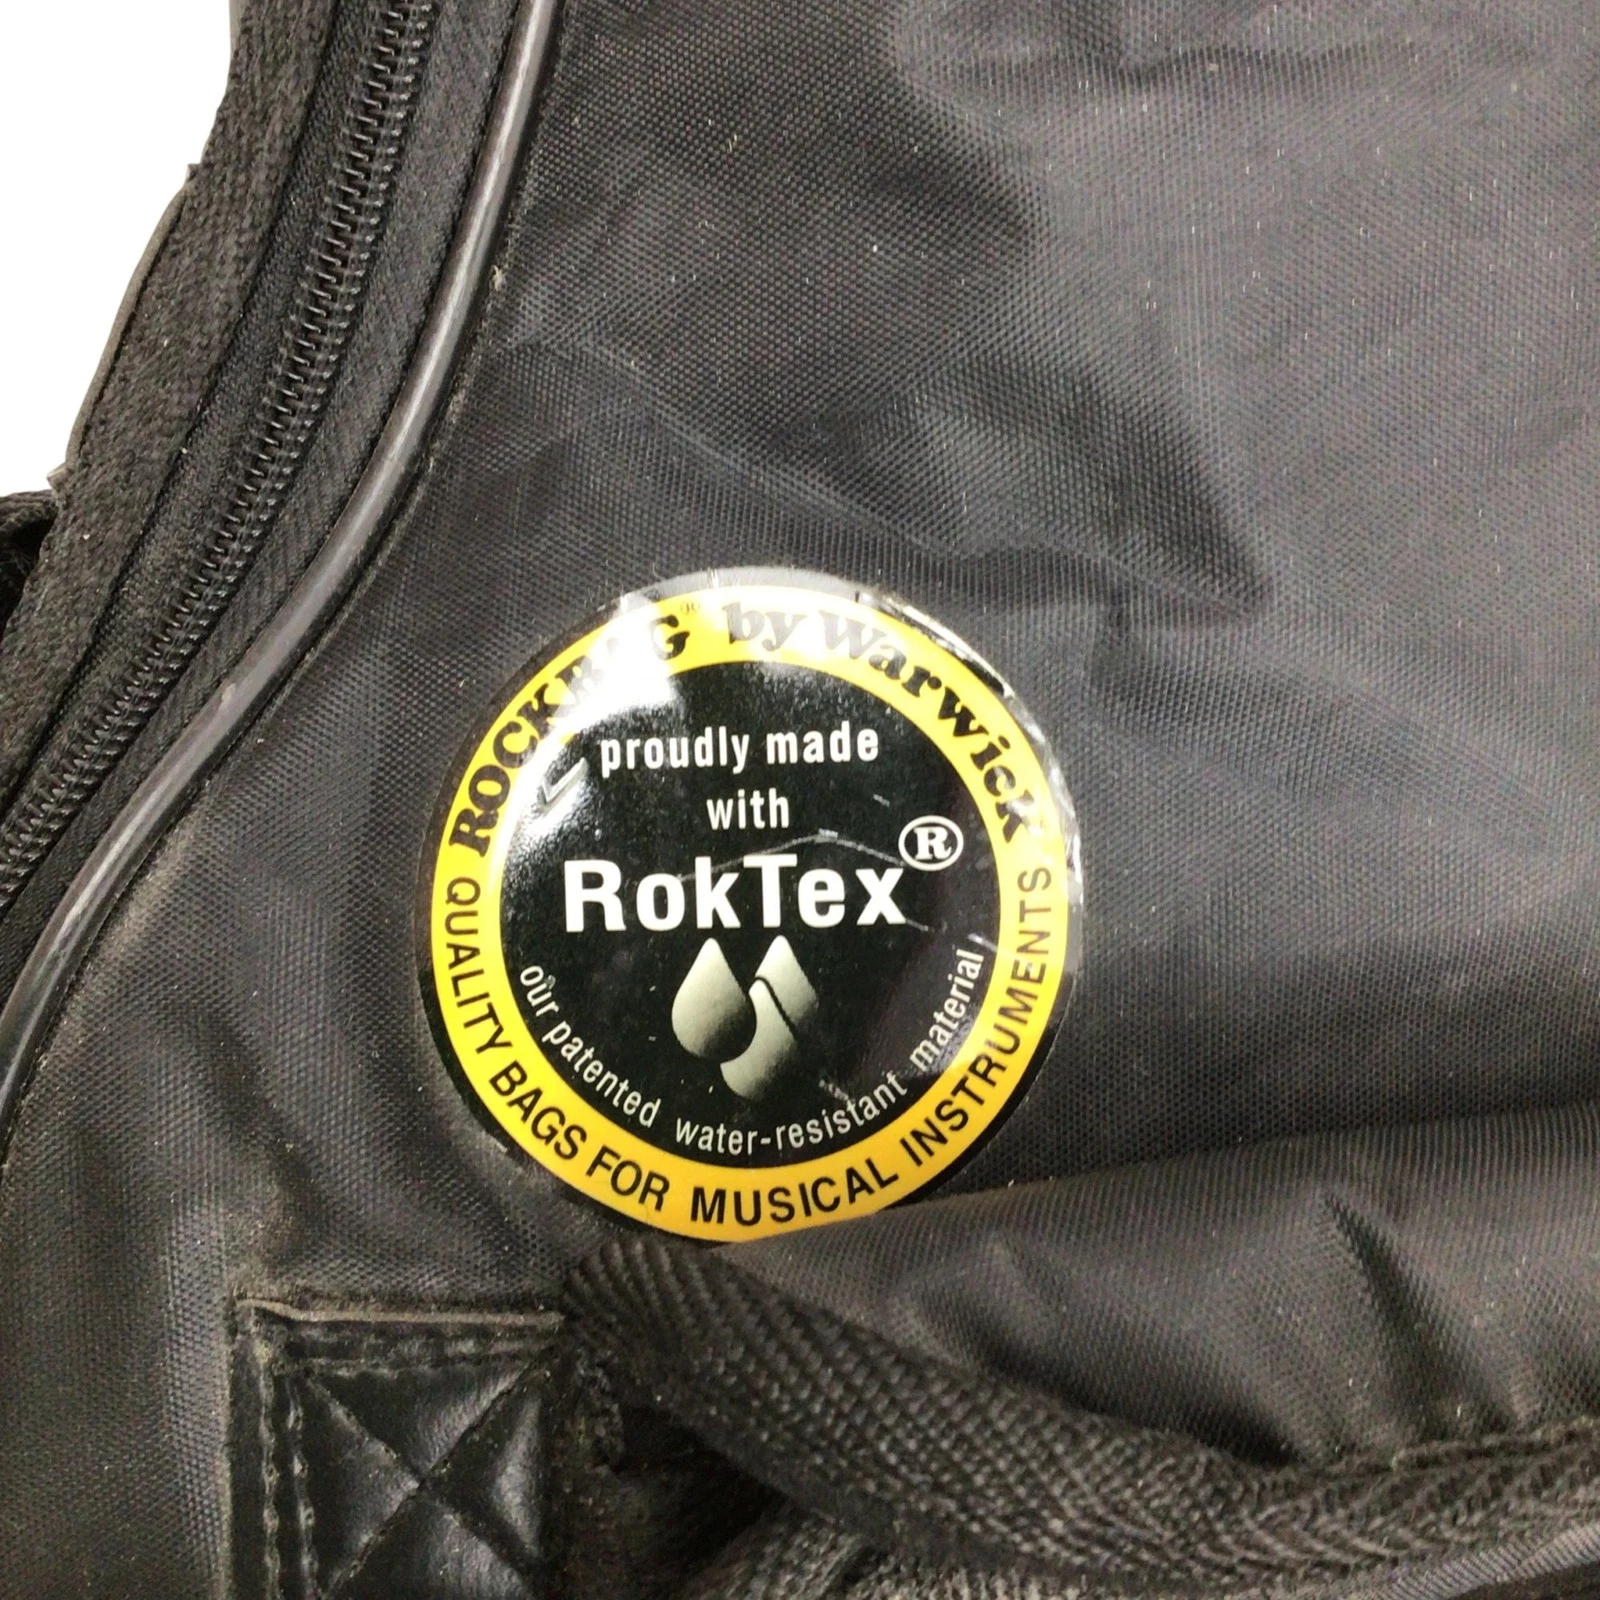 ROCKBAG® by Warwick
proudly made
with
RokTex®
our patented water-resistant material
QUALITY BAGS FOR MUSICAL INSTRUMENTS